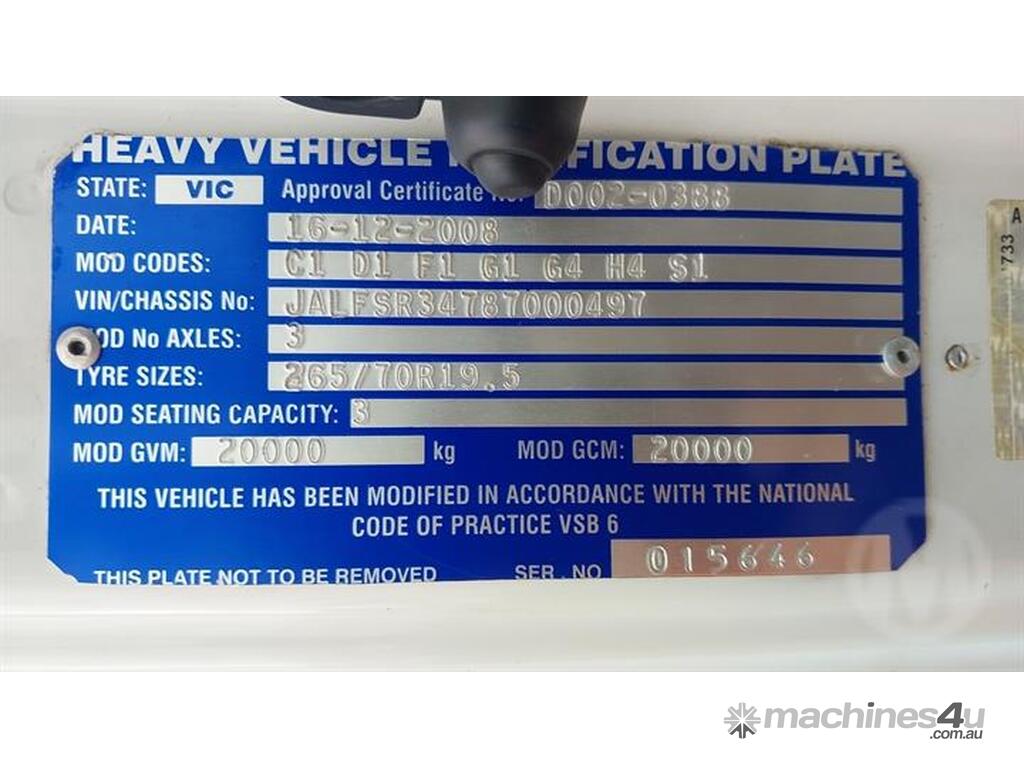 HEAVY VEHICLE FICATION PLATE
STATE: VIC Approval Certificate No. D002-0388
DATE: 16-12-2008
MOD CODES: C1 D1 F1 G1 G4 H4 S1
VIN/CHASSIS No: JALFSR34787000497
MOD No AXLES: 3
TYRE SIZES: 265/70R19.5
MOD SEATING CAPACITY: 3
MOD GVM: 20000 kg MOD GCM: 20000 kg
THIS VEHICLE HAS BEEN MODIFIED IN ACCORDANCE WITH THE NATIONAL
CODE OF PRACTICE VSB 6
THIS PLATE NOT TO BE REMOVED SER. NO 015646
A
733
machines4u
.com.au